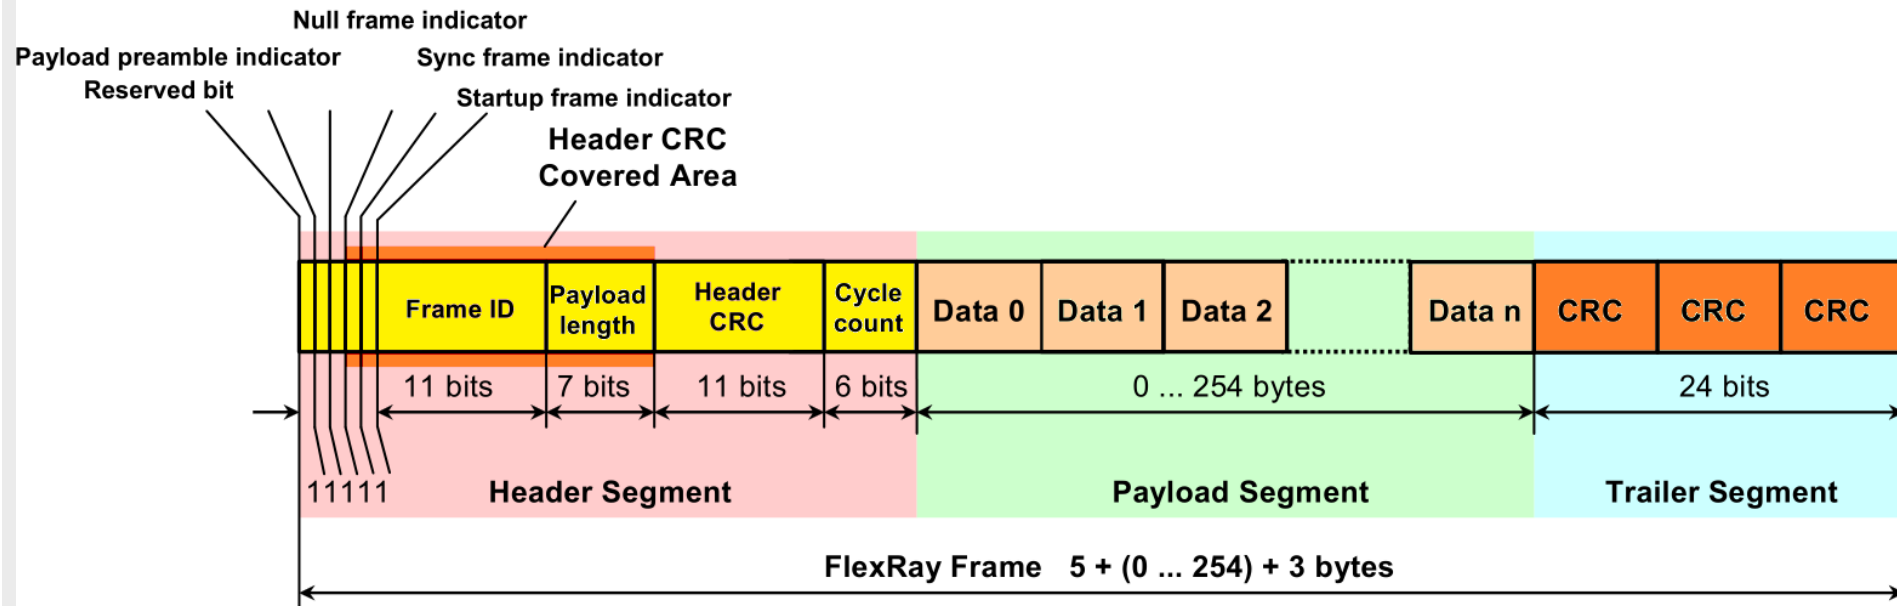 Null frame indicator
Payload preamble indicator
Sync frame indicator
Reserved bit
Startup frame indicator
Header CRC
Covered Area
Frame ID
Payload
length
Header
CRC
Cycle
count
Data 0
Data 1
Data 2
Data n
CRC
CRC
CRC
11 bits
7 bits
11 bits
6 bits
0 ... 254 bytes
24 bits
11111
Header Segment
Payload Segment
Trailer Segment
FlexRay Frame 5 + (0 ... 254) + 3 bytes